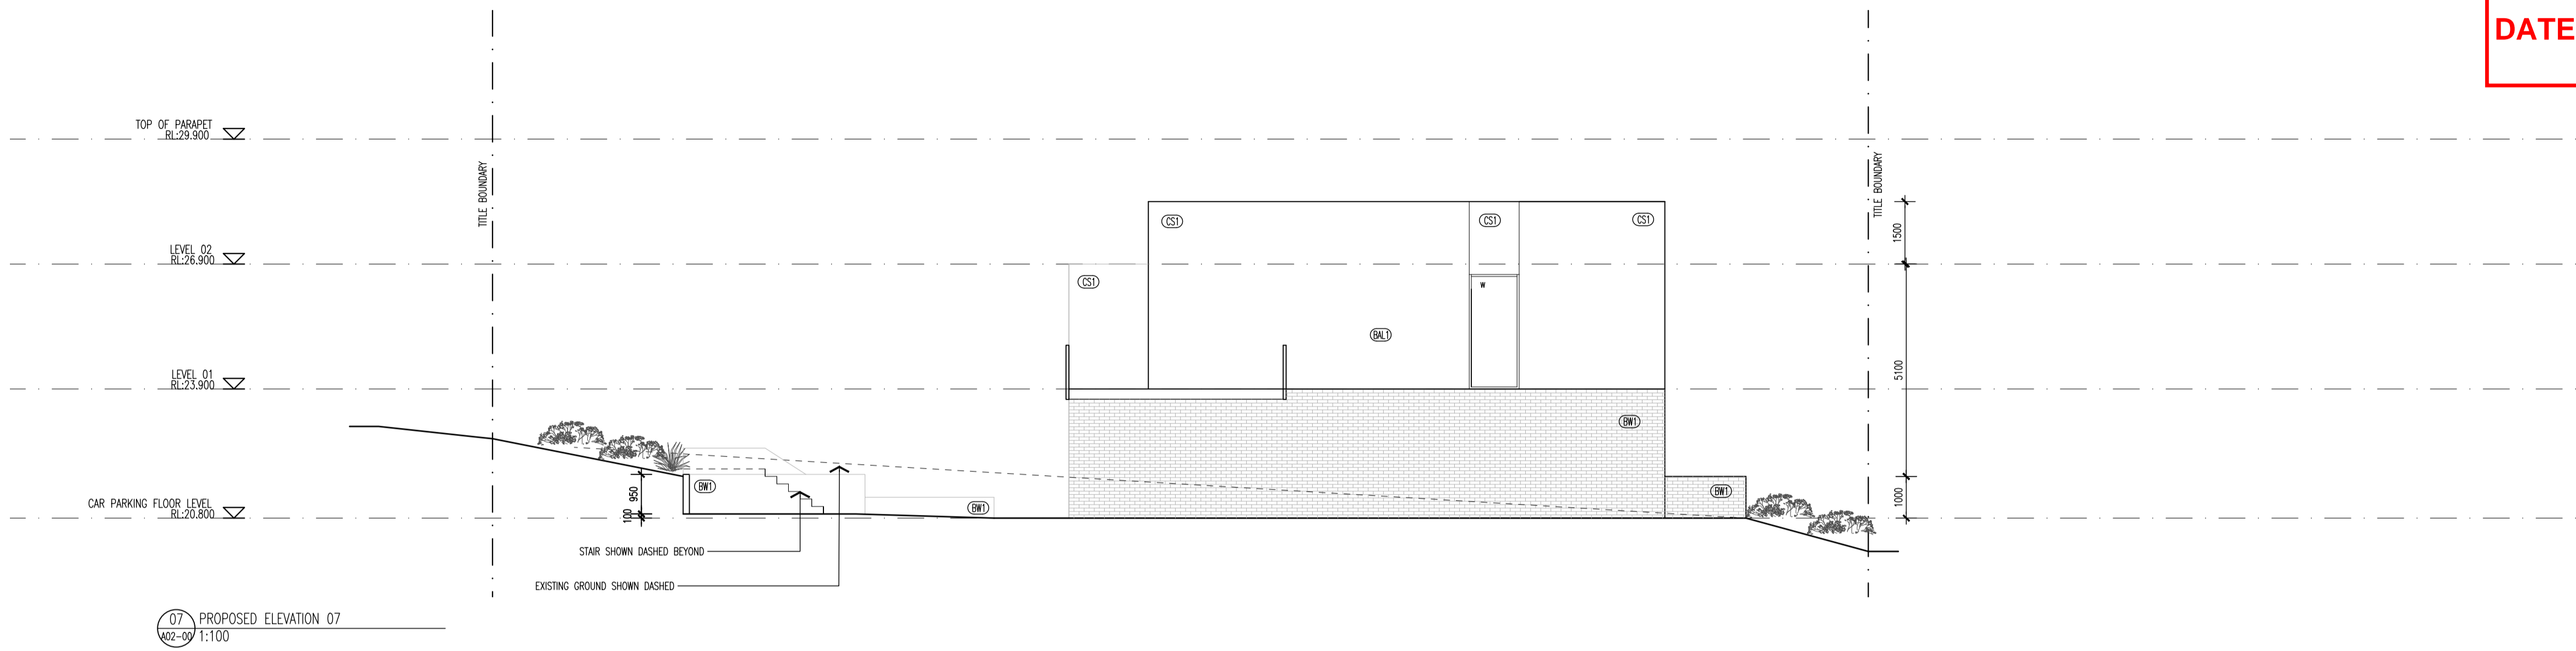 DATE
TOP OF PARAPET
RL:29.900
TITLE BOUNDARY
TITLE BOUNDARY
CS1
CS1
CS1
1500
LEVEL 02
RL:26.900
CS1
W
BAL1
5100
LEVEL 01
RL:23.900
BW1
950
BW1
BW1
BW1
1000
CAR PARKING FLOOR LEVEL
RL:20.800
100
STAIR SHOWN DASHED BEYOND
EXISTING GROUND SHOWN DASHED
07 PROPOSED ELEVATION 07
A02-00 1:100